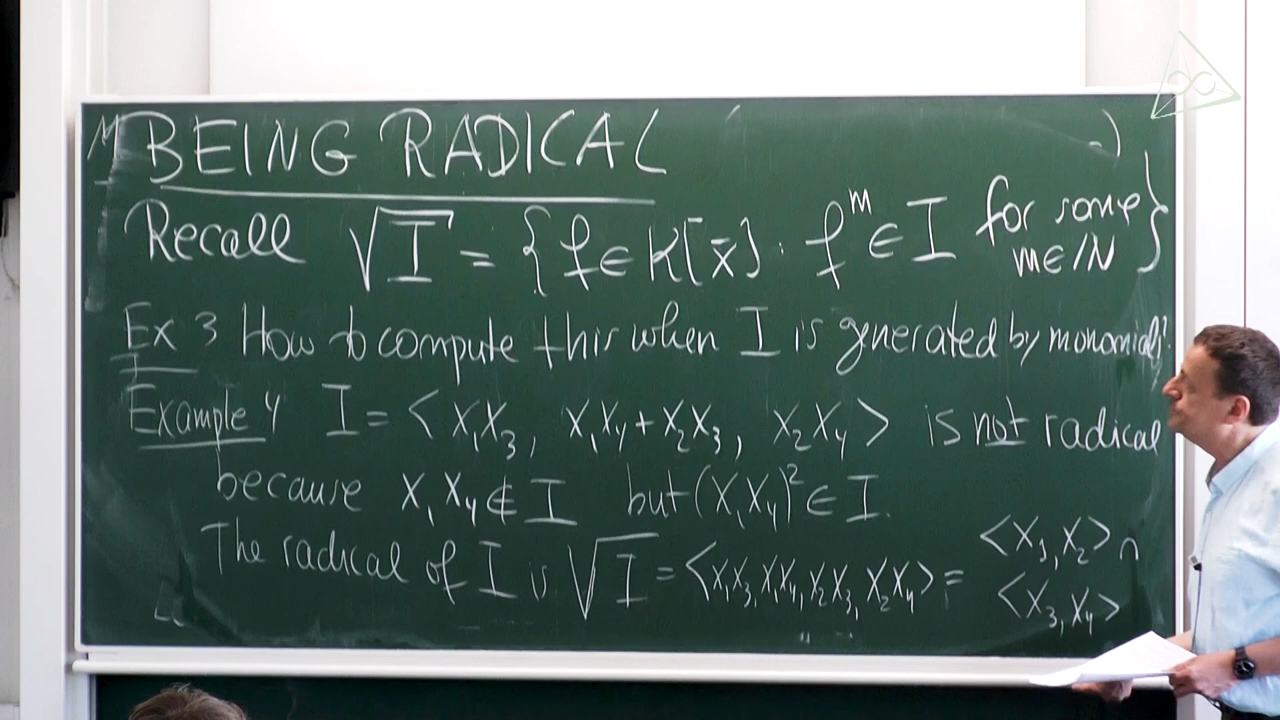 BEING RADICAL
Recall √I = { f ∈ K[x] : f^m ∈ I for some m ∈ ℕ }
Ex 3 How to compute this when I is generated by monomials?
Example 4 I = < x₁x₃, x₁x₄ + x₂x₃, x₂x₄ > is not radical
because x₁x₄ ∉ I but (x₁x₄)² ∈ I.
The radical of I is √I = < x₁x₃, x₁x₄, x₂x₃, x₂x₄ > = < x₁, x₂ > ∩
< x₃, x₄ >